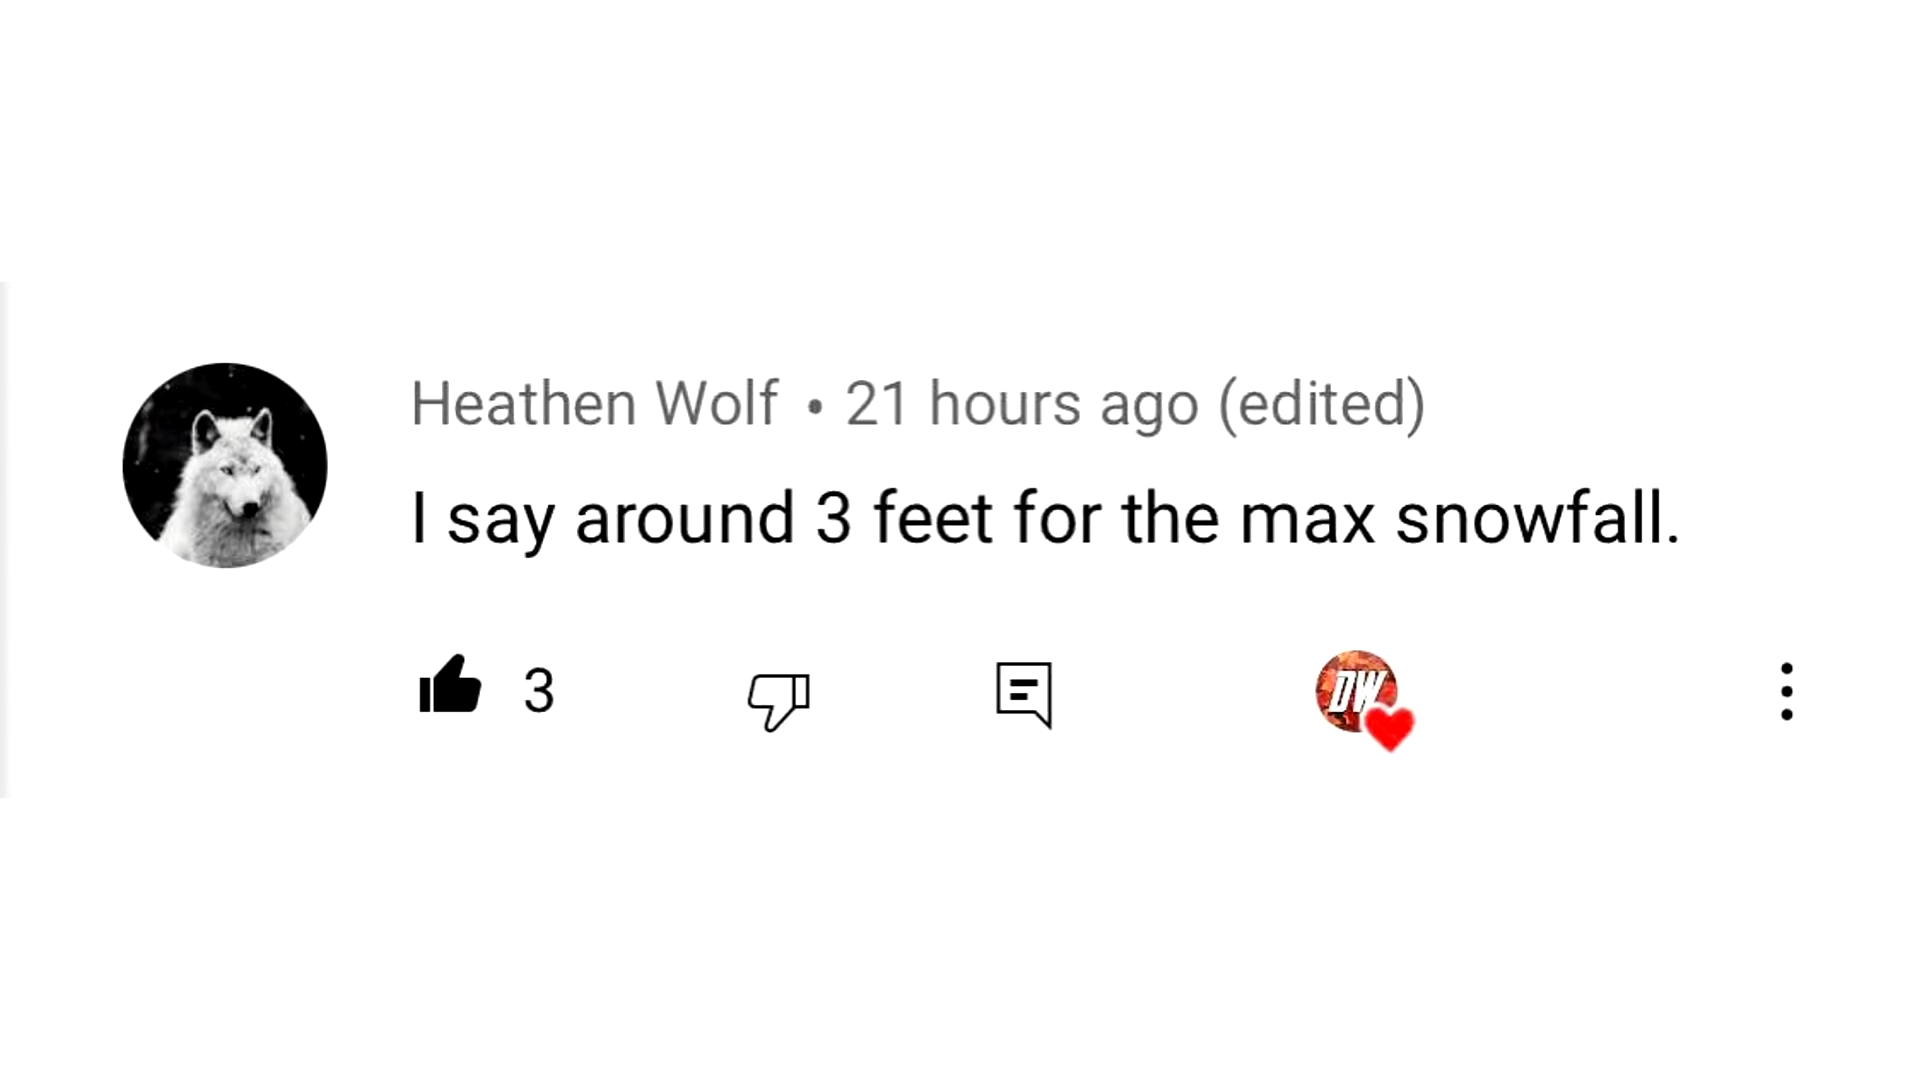 Heathen Wolf • 21 hours ago (edited)
I say around 3 feet for the max snowfall.
3
DW